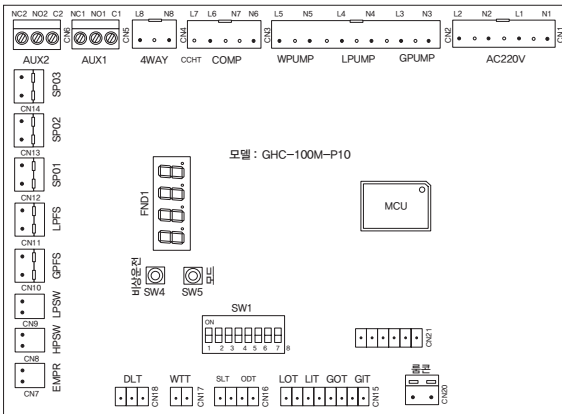 NC2 NO2 C2 NC1 NO1 C1 L8 N8 L7 L6 N7 N6 L5 N5 L4 N4 L3 N3 L2 N2 L1 N1
CN6 CN5 CN4 CN3 CN2 CN1
AUX2 AUX1 4WAY CCHT COMP WPUMP LPUMP GPUMP AC220V
SP03
CN14
SP02
CN13
SP01
CN12
LPFS
CN11
GPFS
CN10
LPSW
CN9
HPSW
CN8
EMPR
CN7
모델 : GHC-100M-P10
FND1
MCU
비상운전
SW4
SW5
모드
SW1
ON
1 2 3 4 5 6 7 8
CN21
DLT
CN18
WTT
CN17
SLT ODT
CN16
LOT LIT GOT GIT
CN15
룸콘
CN20